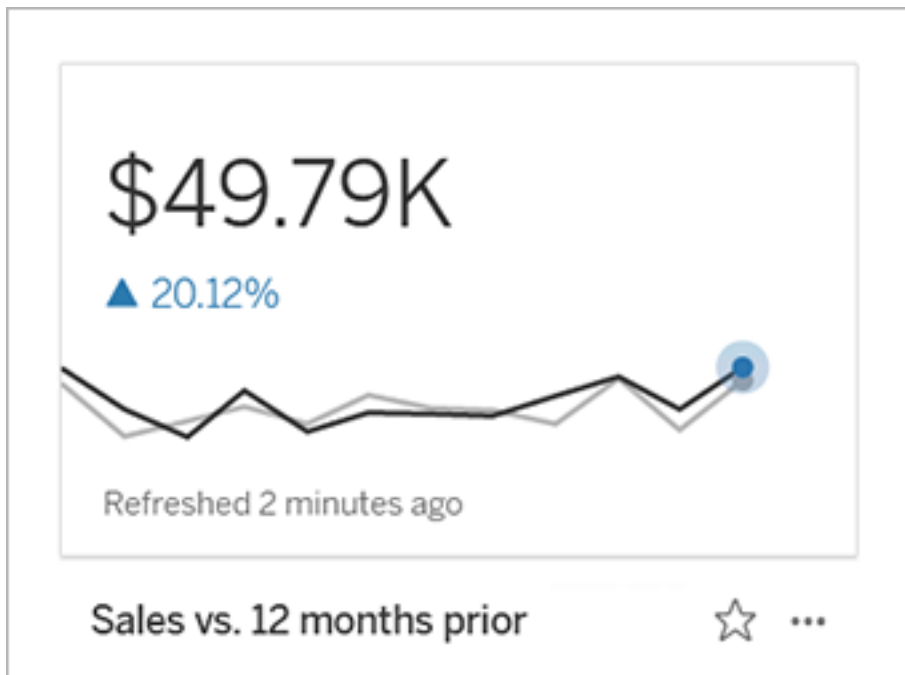 $49.79K
▲ 20.12%
Refreshed 2 minutes ago
Sales vs. 12 months prior